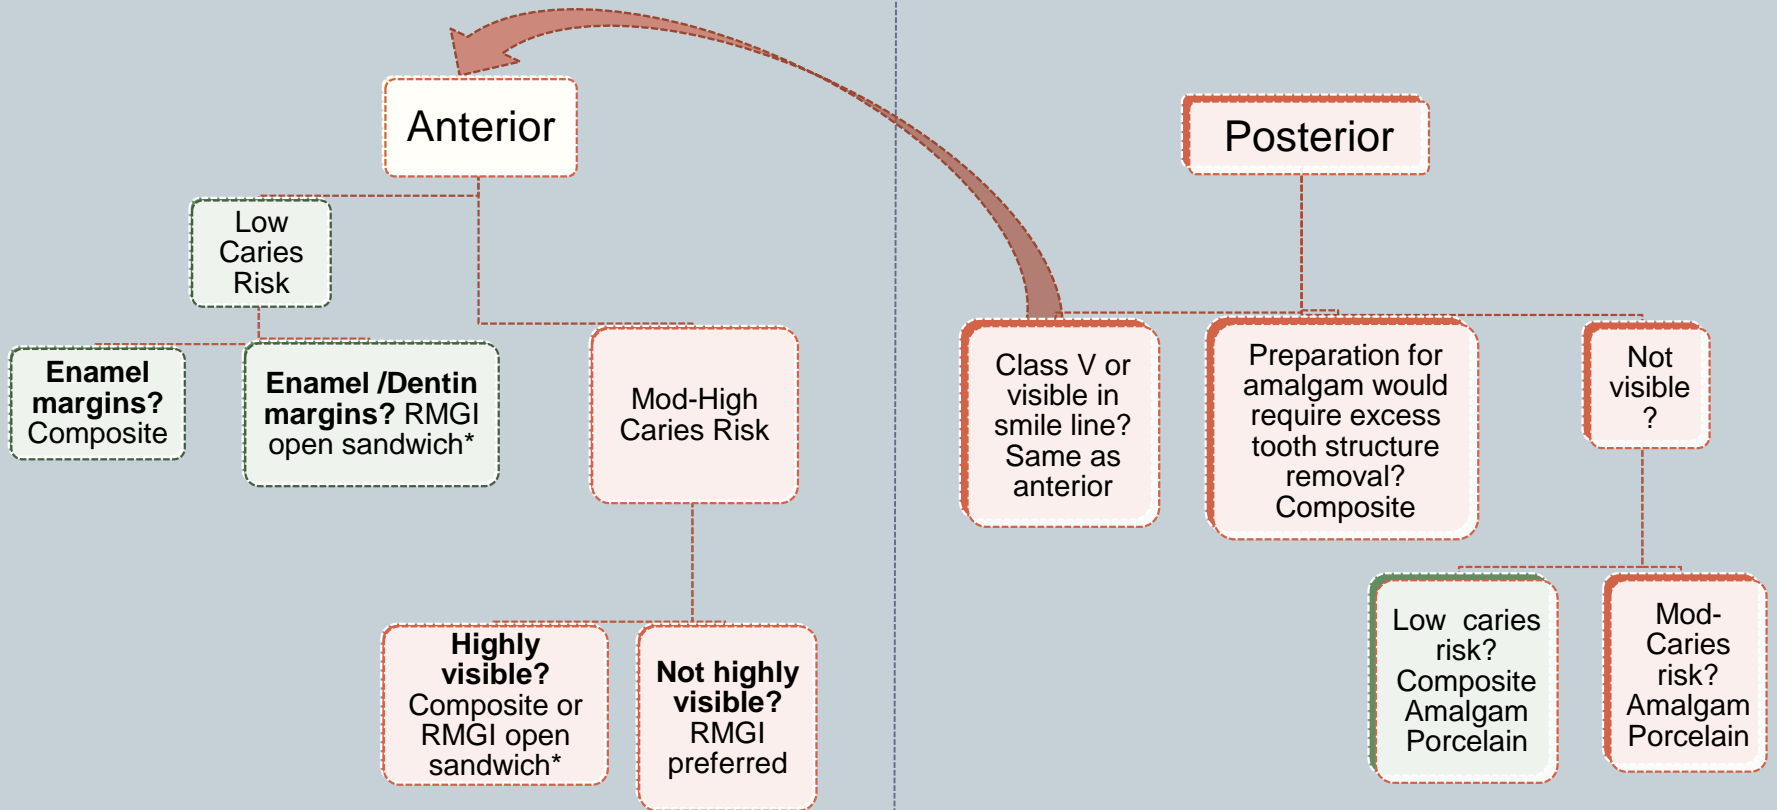 Anterior
Low
Caries
Risk
Enamel
margins?
Composite
Enamel /Dentin
margins? RMGI
open sandwich*
Mod-High
Caries Risk
Highly
visible?
Composite or
RMGI open
sandwich*
Not highly
visible?
RMGI
preferred
Posterior
Class V or
visible in
smile line?
Same as
anterior
Preparation for
amalgam would
require excess
tooth structure
removal?
Composite
Not
visible
?
Low caries
risk?
Composite
Amalgam
Porcelain
Mod-
Caries
risk?
Amalgam
Porcelain